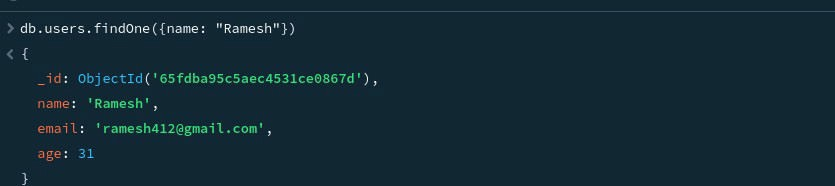 > db.users.findOne({name: "Ramesh"})
< {
_id: ObjectId('65fdba95c5aec4531ce0867d'),
name: 'Ramesh',
email: 'ramesh412@gmail.com',
age: 31
}